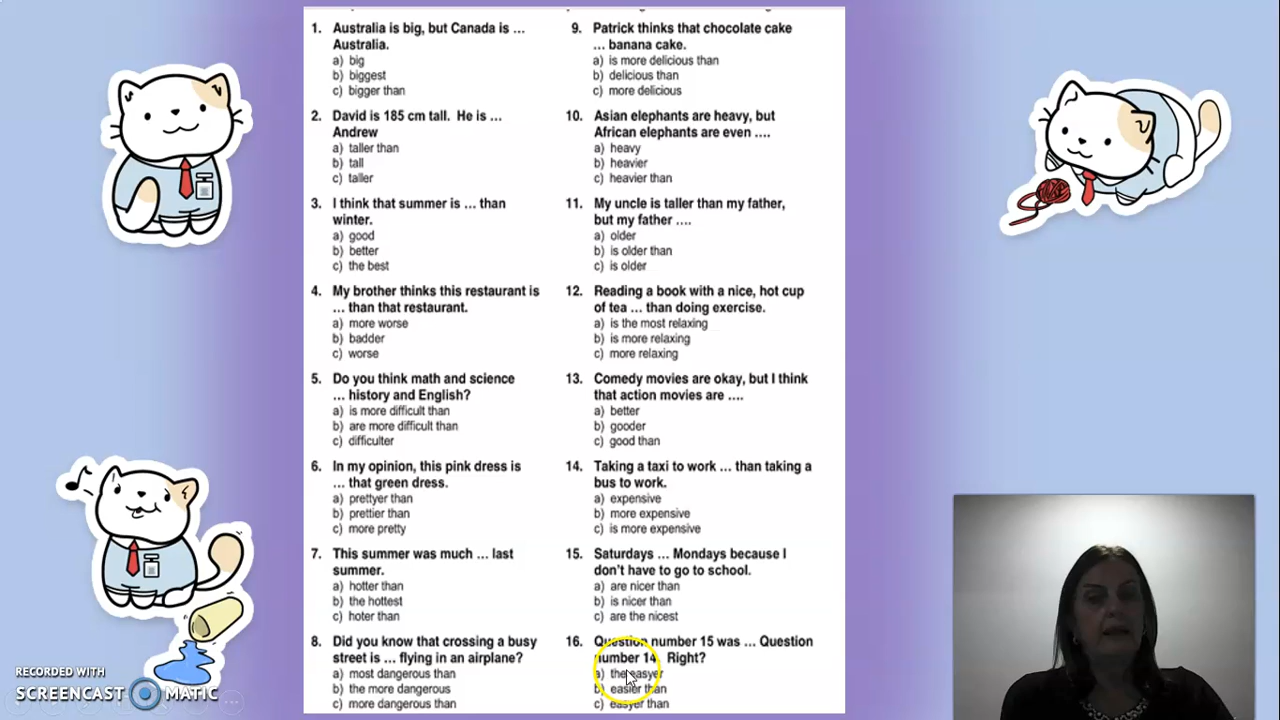 1. Australia is big, but Canada is ...
Australia.
a) big
b) biggest
c) bigger than
2. David is 185 cm tall. He is ...
Andrew
a) taller than
b) tall
c) taller
3. I think that summer is ... than
winter.
a) good
b) better
c) the best
4. My brother thinks this restaurant is
... than that restaurant.
a) more worse
b) badder
c) worse
5. Do you think math and science
... history and English?
a) is more difficult than
b) are more difficult than
c) difficulter
6. In my opinion, this pink dress is
... that green dress.
a) prettyer than
b) prettier than
c) more pretty
7. This summer was much ... last
summer.
a) hotter than
b) the hottest
c) hoter than
8. Did you know that crossing a busy
street is ... flying in an airplane?
a) most dangerous than
b) the more dangerous
c) more dangerous than
9. Patrick thinks that chocolate cake
... banana cake.
a) is more delicious than
b) delicious than
c) more delicious
10. Asian elephants are heavy, but
African elephants are even ....
a) heavy
b) heavier
c) heavier than
11. My uncle is taller than my father,
but my father ....
a) older
b) is older than
c) is older
12. Reading a book with a nice, hot cup
of tea ... than doing exercise.
a) is the most relaxing
b) is more relaxing
c) more relaxing
13. Comedy movies are okay, but I think
that action movies are ....
a) better
b) gooder
c) good than
14. Taking a taxi to work ... than taking a
bus to work.
a) expensive
b) more expensive
c) is more expensive
15. Saturdays ... Mondays because I
don't have to go to school.
a) are nicer than
b) is nicer than
c) are the nicest
16. Question number 15 was ... Question
number 14. Right?
a) the easyer
b) easier than
c) easyer than
RECORDED WITH
SCREENCAST MATIC